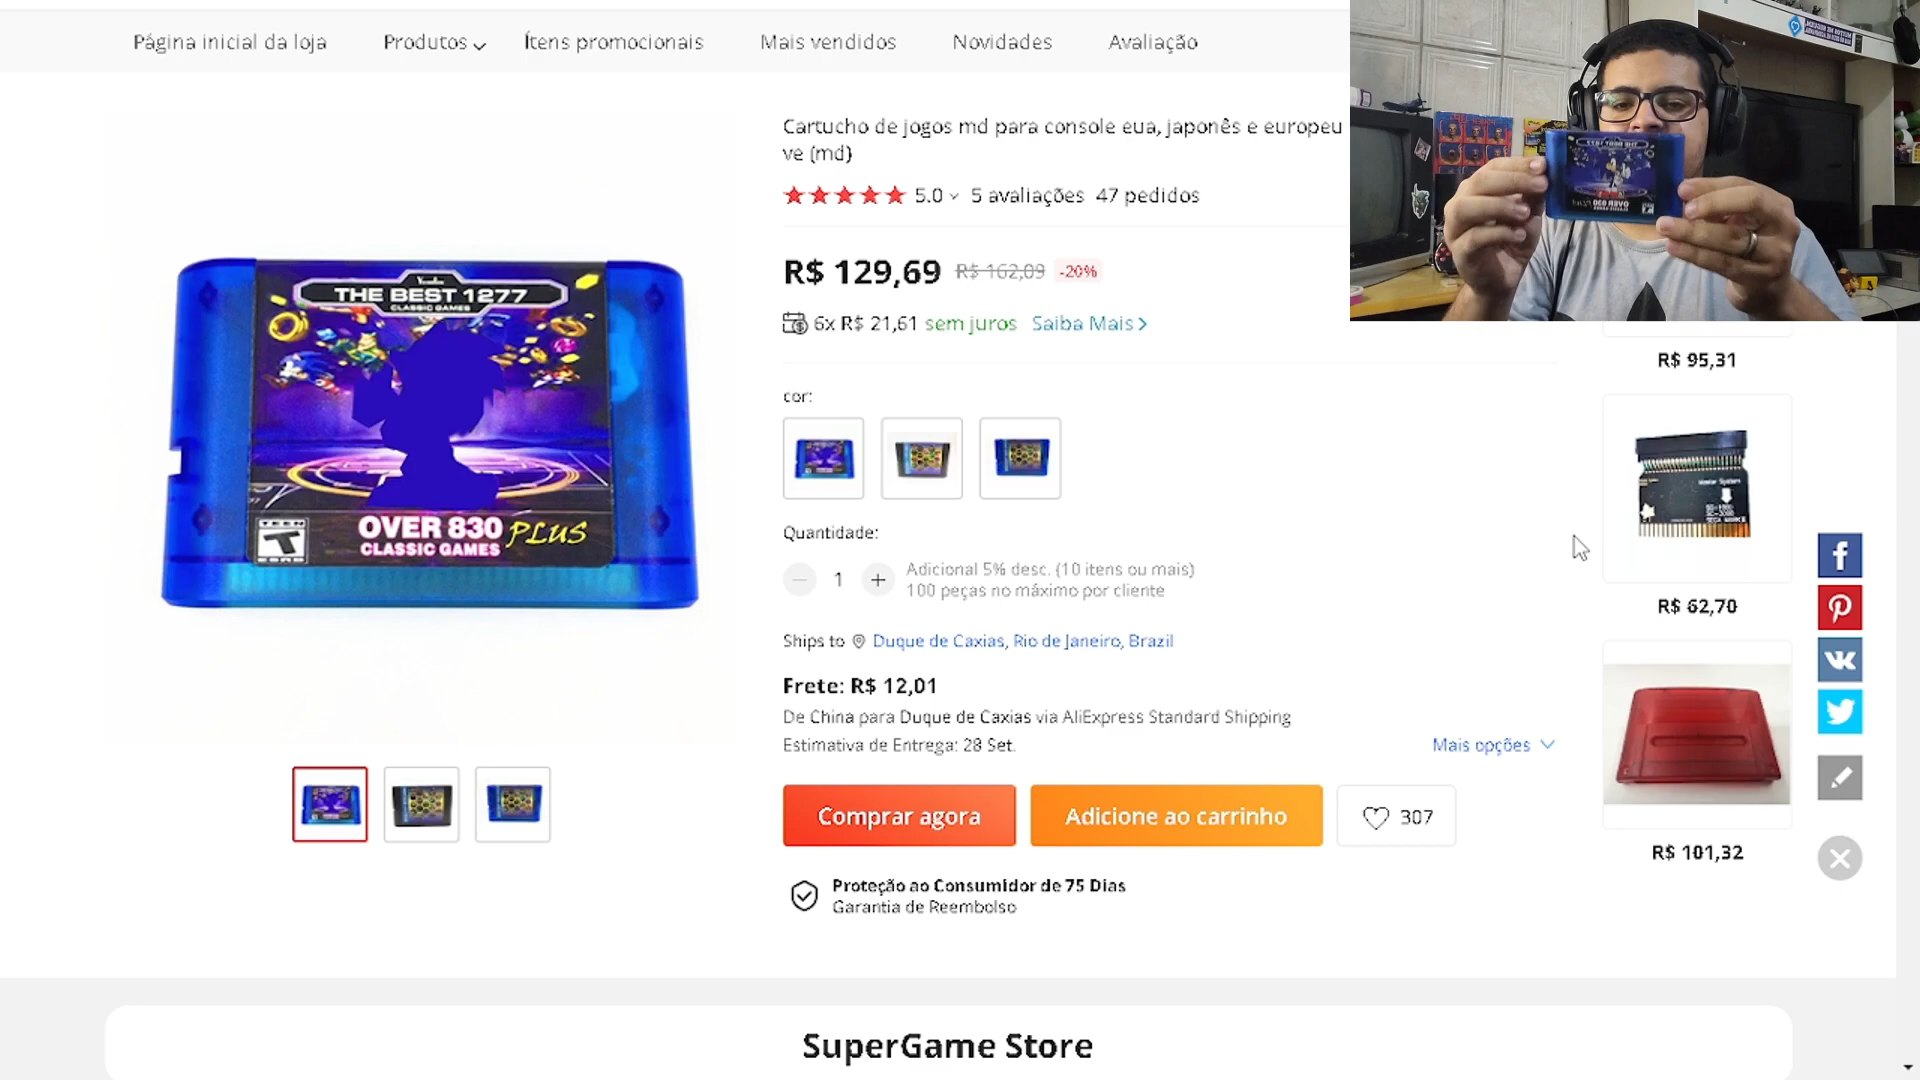 Página inicial da loja
Produtos
Ítens promocionais
Mais vendidos
Novidades
Avaliação
Cartucho de jogos md para console eua, japonês e europeu
ve (md)
5.0 5 avaliações 47 pedidos
R$ 129,69 R$ 162,09 -20%
6x R$ 21,61 sem juros Saiba Mais
cor:
Quantidade:
1
Adicional 5% desc. (10 itens ou mais)
100 peças no máximo por cliente
Ships to Duque de Caxias, Rio de Janeiro, Brazil
Frete: R$ 12,01
De China para Duque de Caxias via AliExpress Standard Shipping
Estimativa de Entrega: 28 Set.
Mais opções
Comprar agora
Adicione ao carrinho
307
Proteção ao Consumidor de 75 Dias
Garantia de Reembolso
THE BEST 1277
CLASSIC GAMES
TEEN
T
ESRB
OVER 830 PLUS
CLASSIC GAMES
R$ 95,31
Master System
R$ 62,70
R$ 101,32
SuperGame Store